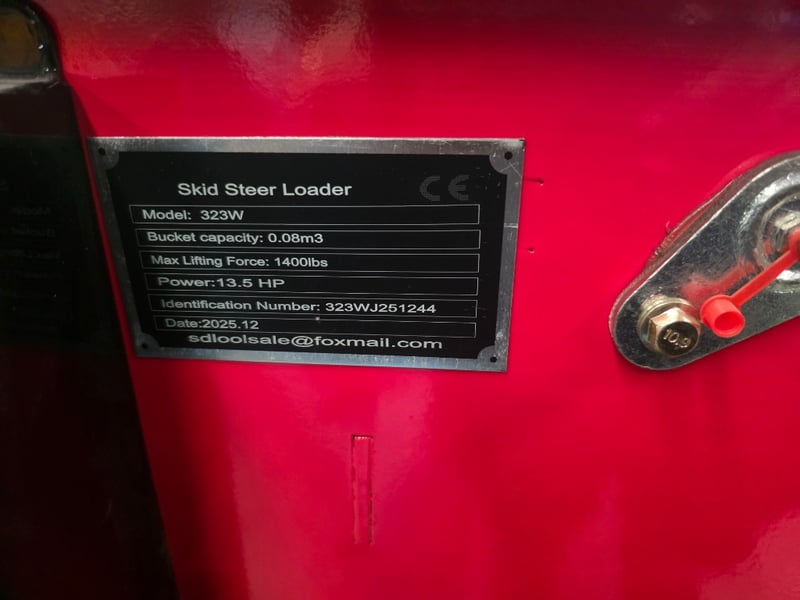 Skid Steer Loader CE
Model: 323W
Bucket capacity: 0.08m3
Max Lifting Force: 1400lbs
Power:13.5 HP
Identification Number: 323WJ251244
Date:2025.12
sdloolsale@foxmail.com
10.9